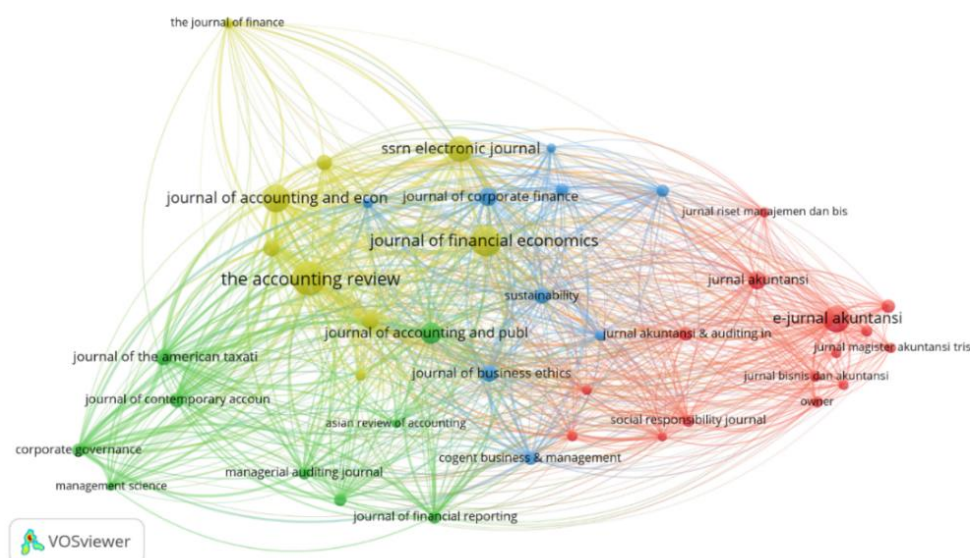 the journal of finance
ssrn electronic journal
journal of accounting and econ
journal of corporate finance
jurnal riset manajemen dan bis
journal of financial economics
the accounting review
jurnal akuntansi
sustainability
e-jurnal akuntansi
journal of accounting and publ
jurnal akuntansi & auditing in
jurnal magister akuntansi tris
journal of the american taxati
journal of business ethics
jurnal bisnis dan akuntansi
journal of contemporary accoun
owner
asian review of accounting
social responsibility journal
corporate governance
cogent business & management
managerial auditing journal
management science
journal of financial reporting
VOSviewer